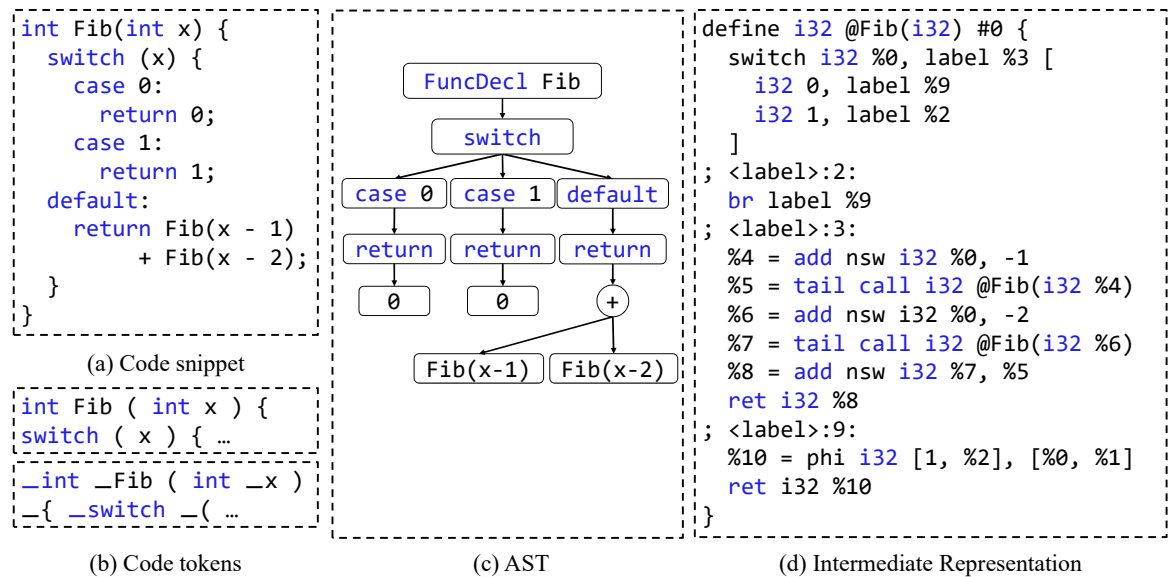 int Fib(int x) {
switch (x) {
case 0:
return 0;
case 1:
return 1;
default:
return Fib(x - 1)
+ Fib(x - 2);
}
}
(a) Code snippet
int Fib ( int x ) {
switch ( x ) { …
_int _Fib ( int _x )
_{ _switch _( …
(b) Code tokens
FuncDecl Fib
switch
case 0 case 1 default
return return return
0 0 +
Fib(x-1) Fib(x-2)
(c) AST
define i32 @Fib(i32) #0 {
switch i32 %0, label %3 [
i32 0, label %9
i32 1, label %2
]
; <label>:2:
br label %9
; <label>:3:
%4 = add nsw i32 %0, -1
%5 = tail call i32 @Fib(i32 %4)
%6 = add nsw i32 %0, -2
%7 = tail call i32 @Fib(i32 %6)
%8 = add nsw i32 %7, %5
ret i32 %8
; <label>:9:
%10 = phi i32 [1, %2], [%0, %1]
ret i32 %10
}
(d) Intermediate Representation